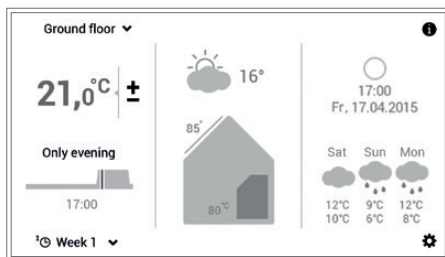 Ground floor
21,0°C ±
Only evening
17:00
³ Week 1
16°
85°
80°C
i
17:00
Fr, 17.04.2015
Sat Sun Mon
12°C 9°C 12°C
10°C 6°C 8°C